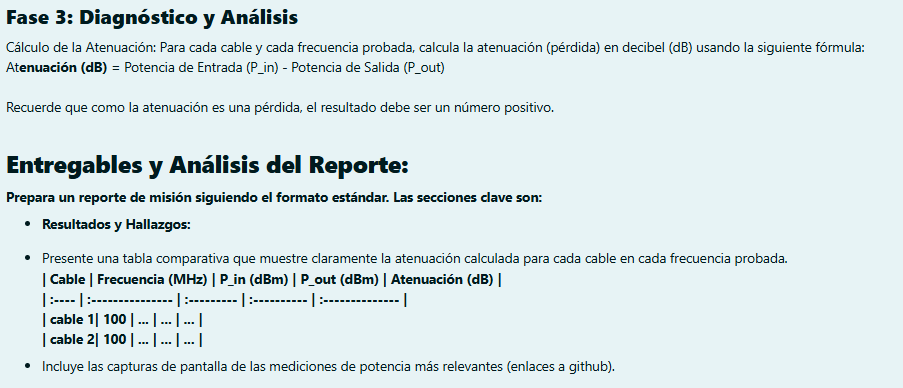 Fase 3: Diagnóstico y Análisis
Cálculo de la Atenuación: Para cada cable y cada frecuencia probada, calcula la atenuación (pérdida) en decibel (dB) usando la siguiente fórmula:
Atenuación (dB) = Potencia de Entrada (P_in) - Potencia de Salida (P_out)
Recuerde que como la atenuación es una pérdida, el resultado debe ser un número positivo.
Entregables y Análisis del Reporte:
Prepara un reporte de misión siguiendo el formato estándar. Las secciones clave son:
• Resultados y Hallazgos:
• Presente una tabla comparativa que muestre claramente la atenuación calculada para cada cable en cada frecuencia probada.
| Cable | Frecuencia (MHz) | P_in (dBm) | P_out (dBm) | Atenuación (dB) |
| :---- | :--------------- | :--------- | :---------- | :-------------- |
| cable 1| 100 | ... | ... | ... |
| cable 2| 100 | ... | ... | ... |
• Incluye las capturas de pantalla de las mediciones de potencia más relevantes (enlaces a github).